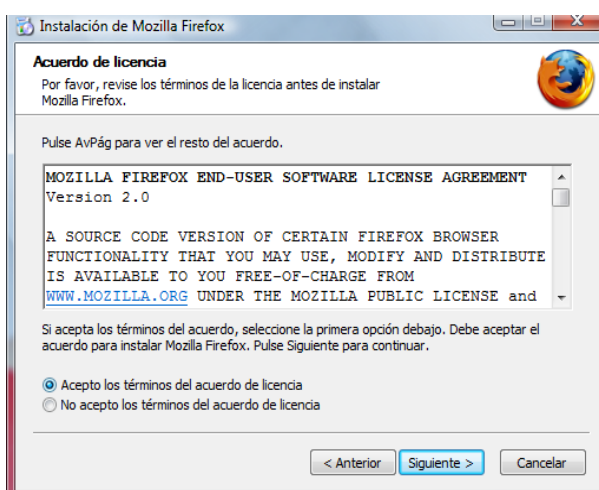 Instalación de Mozilla Firefox
Acuerdo de licencia
Por favor, revise los términos de la licencia antes de instalar
Mozilla Firefox.
Pulse AvPág para ver el resto del acuerdo.
MOZILLA FIREFOX END-USER SOFTWARE LICENSE AGREEMENT
Version 2.0
A SOURCE CODE VERSION OF CERTAIN FIREFOX BROWSER
FUNCTIONALITY THAT YOU MAY USE, MODIFY AND DISTRIBUTE
IS AVAILABLE TO YOU FREE-OF-CHARGE FROM
WWW.MOZILLA.ORG UNDER THE MOZILLA PUBLIC LICENSE and
Si acepta los términos del acuerdo, seleccione la primera opción debajo. Debe aceptar el
acuerdo para instalar Mozilla Firefox. Pulse Siguiente para continuar.
Acepto los términos del acuerdo de licencia
No acepto los términos del acuerdo de licencia
< Anterior Siguiente > Cancelar